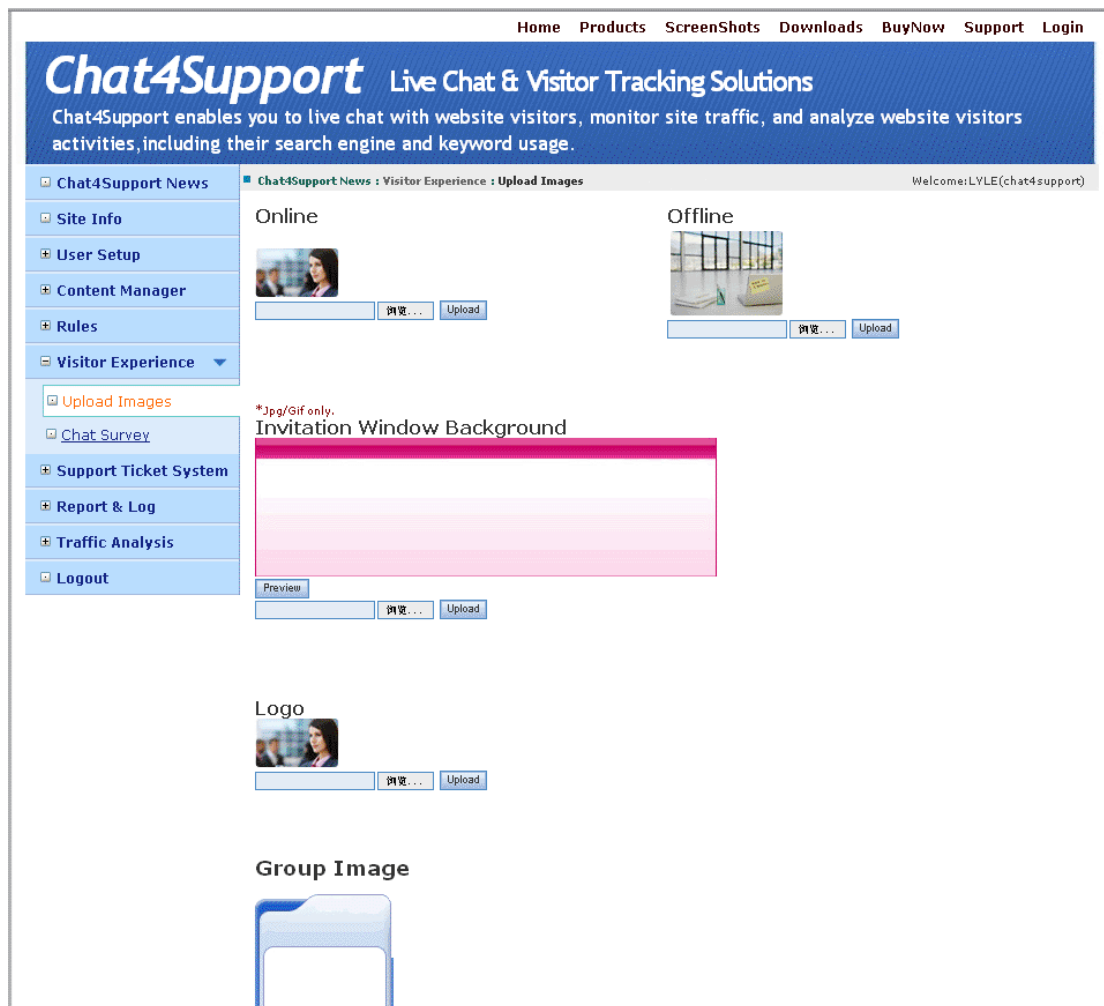 Home Products ScreenShots Downloads BuyNow Support Login
Chat4Support Live Chat & Visitor Tracking Solutions
Chat4Support enables you to live chat with website visitors, monitor site traffic, and analyze website visitors
activities,including their search engine and keyword usage.
Chat4Support News
Site Info
User Setup
Content Manager
Rules
Visitor Experience
Upload Images
Chat Survey
Support Ticket System
Report & Log
Traffic Analysis
Logout
Chat4Support News : Visitor Experience : Upload Images
Welcome:LYLE(chat4support)
Online
浏览... Upload
Offline
浏览... Upload
*Jpg/Gif only.
Invitation Window Background
Preview
浏览... Upload
Logo
浏览... Upload
Group Image